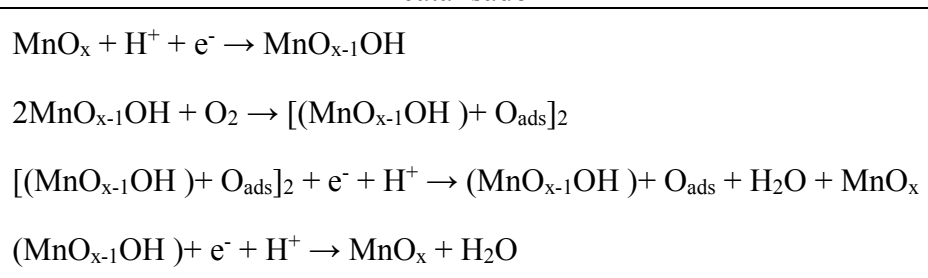 MnOₓ + H⁺ + e⁻ → MnOₓ₋₁OH
2MnOₓ₋₁OH + O₂ → [(MnOₓ₋₁OH )+ Oₐdₛ]₂
[(MnOₓ₋₁OH )+ Oₐdₛ]₂ + e⁻ + H⁺ → (MnOₓ₋₁OH )+ Oₐdₛ + H₂O + MnOₓ
(MnOₓ₋₁OH )+ e⁻ + H⁺ → MnOₓ + H₂O